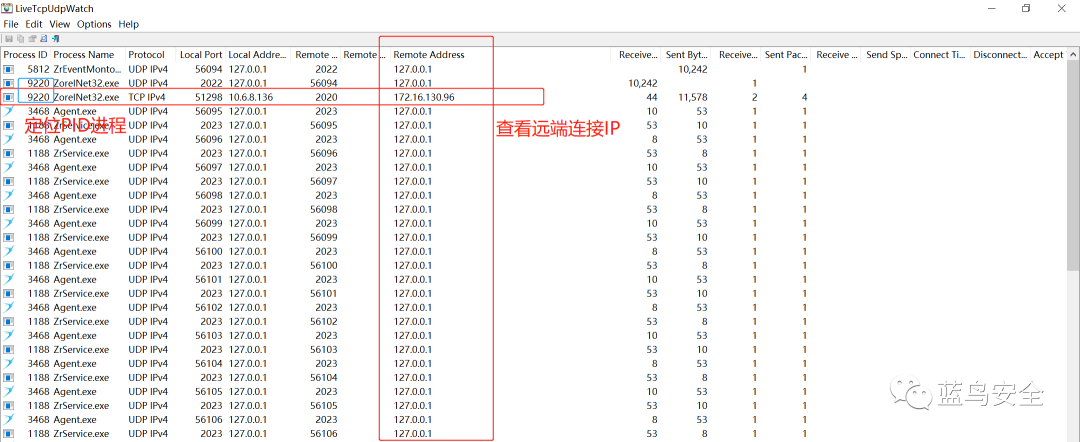 LiveTcpUdpWatch
File Edit View Options Help
Process ID Process Name Protocol Local Port Local Addre... Remote ... Remote ... Remote Address Receive... Sent Byt... Receive... Sent Pac... Receive ... Send Sp... Connect Ti... Disconnect... Accept
5812 ZrEventMonto... UDP IPv4 56094 127.0.0.1 2022 127.0.0.1 10,242 1
9220 ZorelNet32.exe UDP IPv4 2022 127.0.0.1 56094 127.0.0.1 10,242 1
9220 ZorelNet32.exe TCP IPv4 51298 10.6.8.136 2020 172.16.130.96 44 11,578 2 4
3468 Agent.exe UDP IPv4 56095 127.0.0.1 2023 127.0.0.1 10 53 1 1
定位PID进程
UDP IPv4 2023 127.0.0.1 56095 127.0.0.1 53 10 1 1
查看远端连接IP
3468 Agent.exe UDP IPv4 56096 127.0.0.1 2023 127.0.0.1 8 53 1 1
1188 ZrService.exe UDP IPv4 2023 127.0.0.1 56096 127.0.0.1 53 8 1 1
3468 Agent.exe UDP IPv4 56097 127.0.0.1 2023 127.0.0.1 10 53 1 1
1188 ZrService.exe UDP IPv4 2023 127.0.0.1 56097 127.0.0.1 53 10 1 1
3468 Agent.exe UDP IPv4 56098 127.0.0.1 2023 127.0.0.1 8 53 1 1
1188 ZrService.exe UDP IPv4 2023 127.0.0.1 56098 127.0.0.1 53 8 1 1
3468 Agent.exe UDP IPv4 56099 127.0.0.1 2023 127.0.0.1 10 53 1 1
1188 ZrService.exe UDP IPv4 2023 127.0.0.1 56099 127.0.0.1 53 10 1 1
3468 Agent.exe UDP IPv4 56100 127.0.0.1 2023 127.0.0.1 8 53 1 1
1188 ZrService.exe UDP IPv4 2023 127.0.0.1 56100 127.0.0.1 53 8 1 1
3468 Agent.exe UDP IPv4 56101 127.0.0.1 2023 127.0.0.1 10 53 1 1
1188 ZrService.exe UDP IPv4 2023 127.0.0.1 56101 127.0.0.1 53 10 1 1
3468 Agent.exe UDP IPv4 56102 127.0.0.1 2023 127.0.0.1 8 53 1 1
1188 ZrService.exe UDP IPv4 2023 127.0.0.1 56102 127.0.0.1 53 8 1 1
3468 Agent.exe UDP IPv4 56103 127.0.0.1 2023 127.0.0.1 10 53 1 1
1188 ZrService.exe UDP IPv4 2023 127.0.0.1 56103 127.0.0.1 53 10 1 1
3468 Agent.exe UDP IPv4 56104 127.0.0.1 2023 127.0.0.1 8 53 1 1
1188 ZrService.exe UDP IPv4 2023 127.0.0.1 56104 127.0.0.1 53 8 1 1
3468 Agent.exe UDP IPv4 56105 127.0.0.1 2023 127.0.0.1 10 53 1 1
1188 ZrService.exe UDP IPv4 2023 127.0.0.1 56105 127.0.0.1 53 10 1 1
3468 Agent.exe UDP IPv4 56106 127.0.0.1 2023 127.0.0.1 8 53 1 1
1188 ZrService.exe UDP IPv4 2023 127.0.0.1 56106 127.0.0.1 53 8 1 1
蓝鸟安全